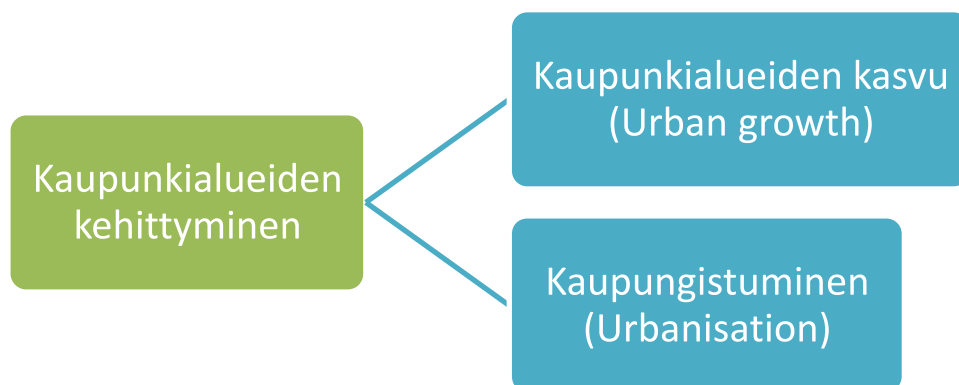 Kaupunkialueiden
kehittyminen
Kaupunkialueiden kasvu
(Urban growth)
Kaupungistuminen
(Urbanisation)